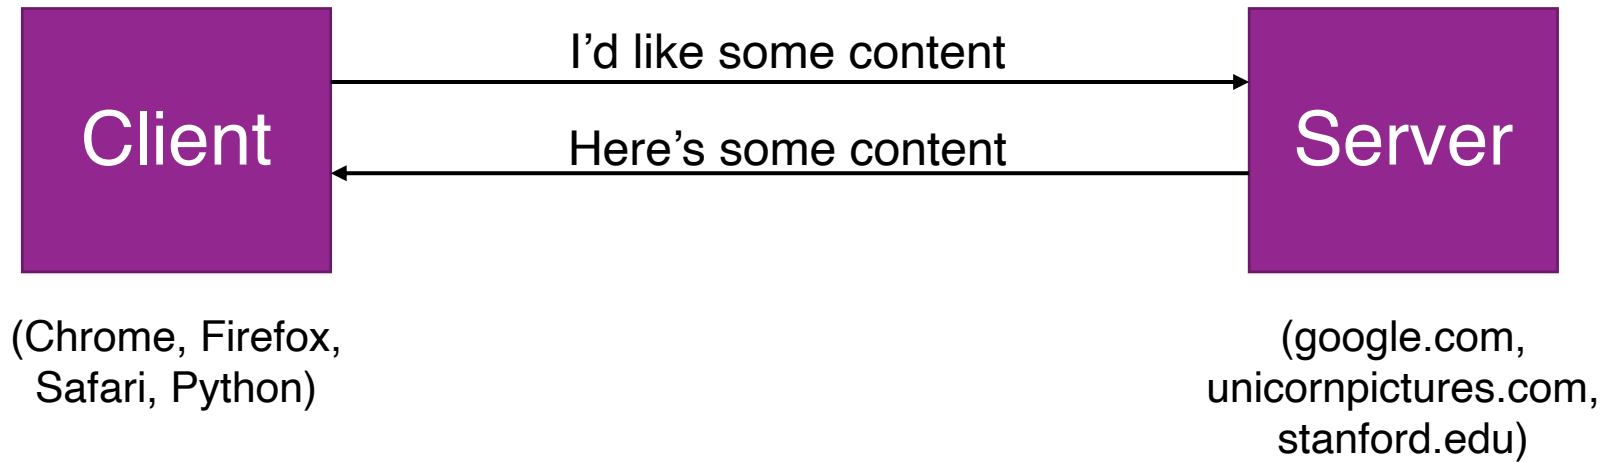 Client
I’d like some content
Here’s some content
Server
(Chrome, Firefox,
Safari, Python)
(google.com,
unicornpictures.com,
stanford.edu)